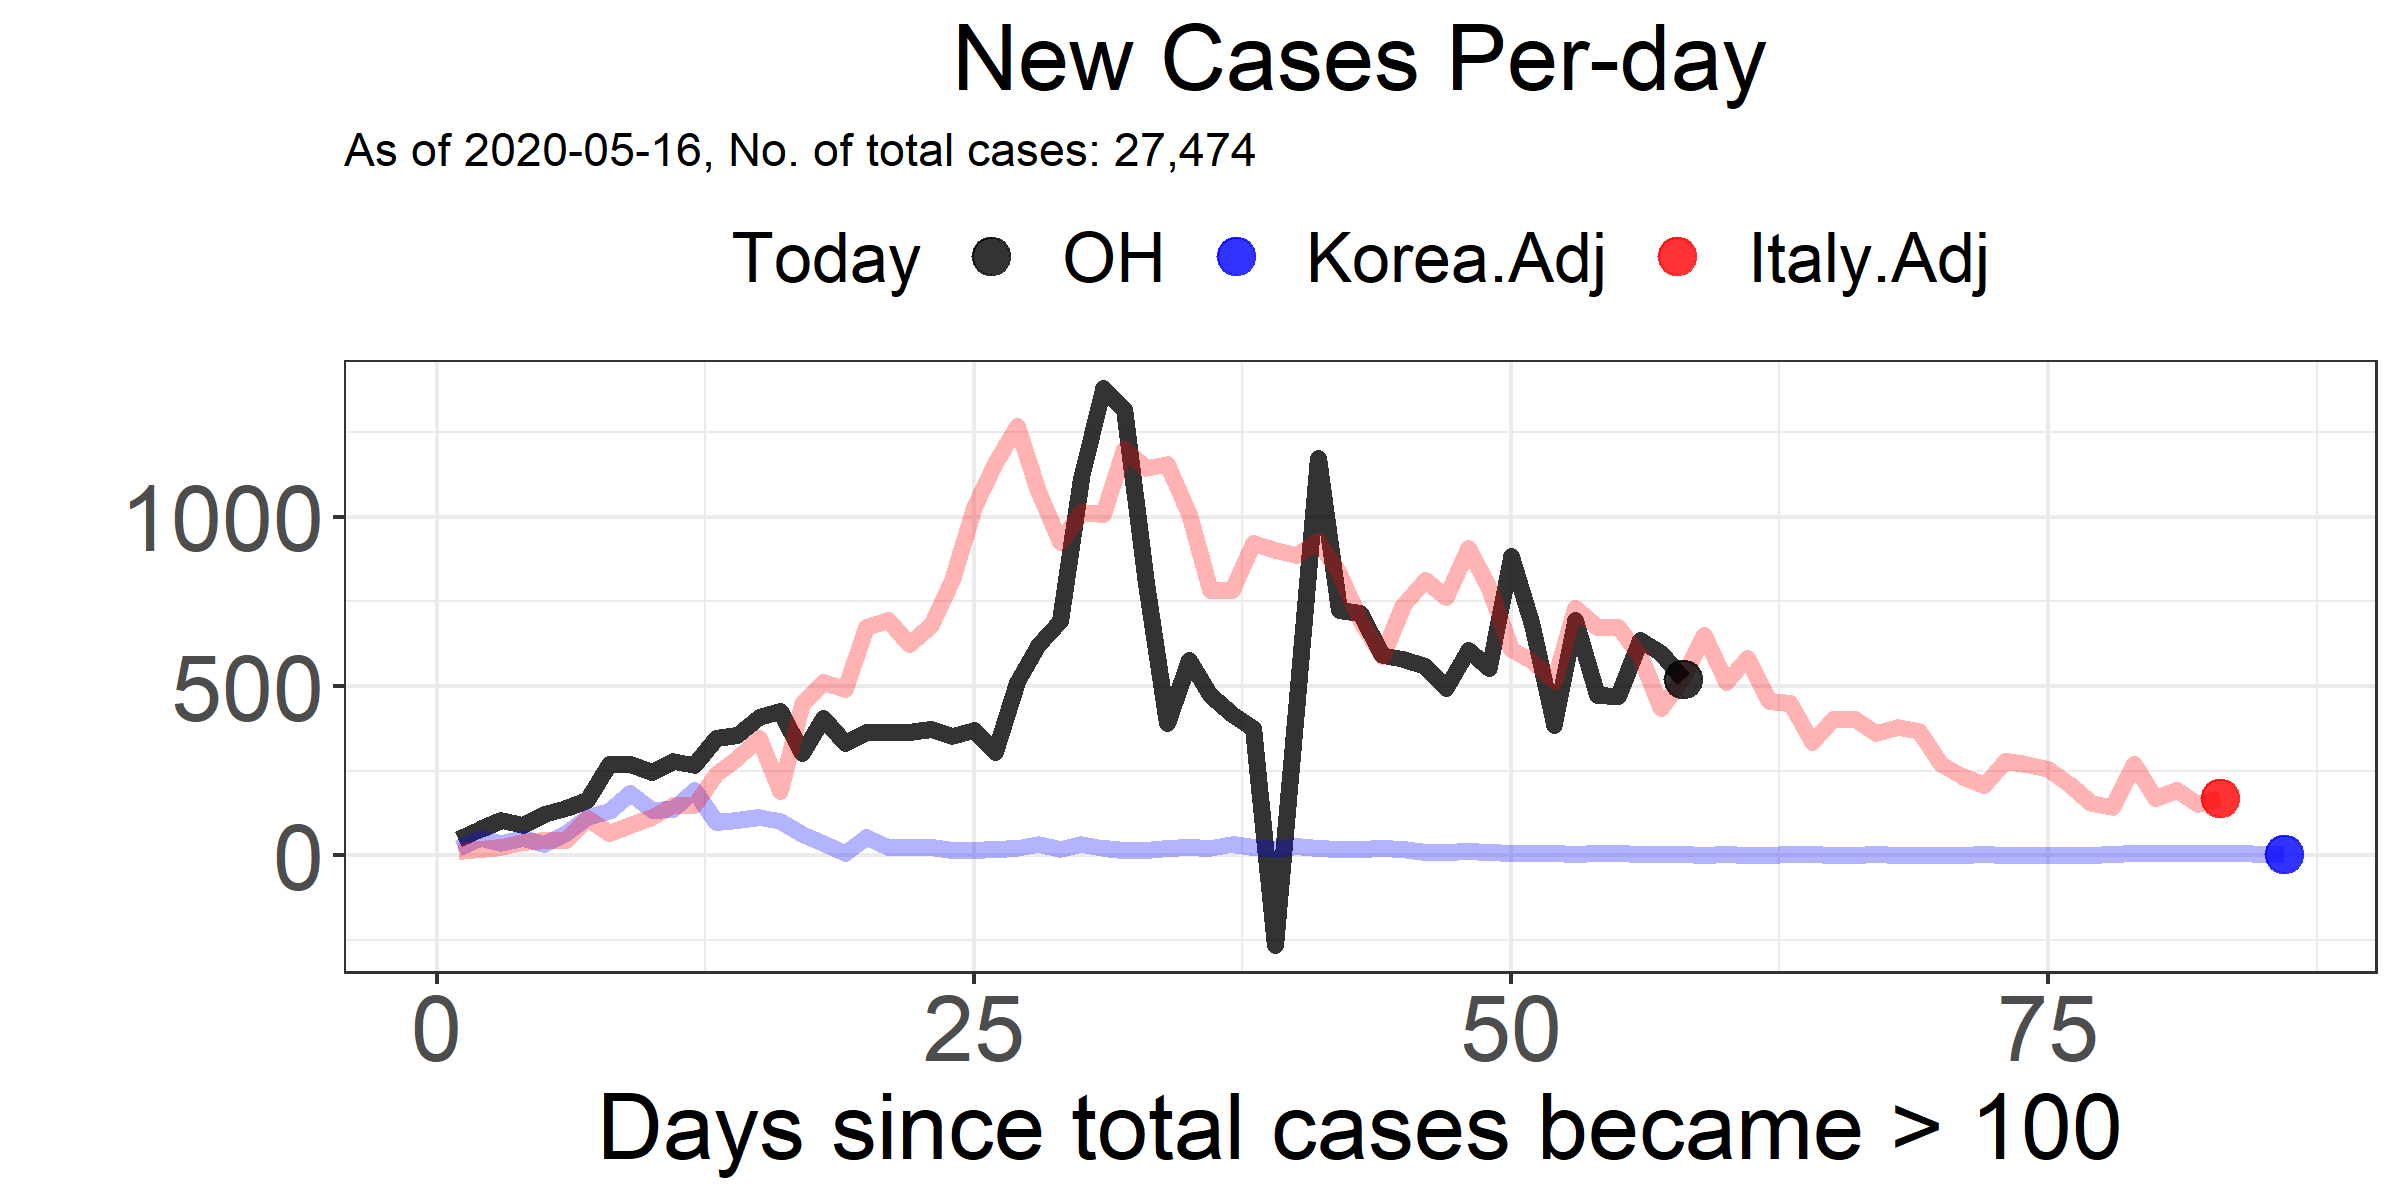 New Cases Per-day
As of 2020-05-16, No. of total cases: 27,474
Today OH Korea.Adj Italy.Adj
1000
500
0
0 25 50 75
Days since total cases became > 100